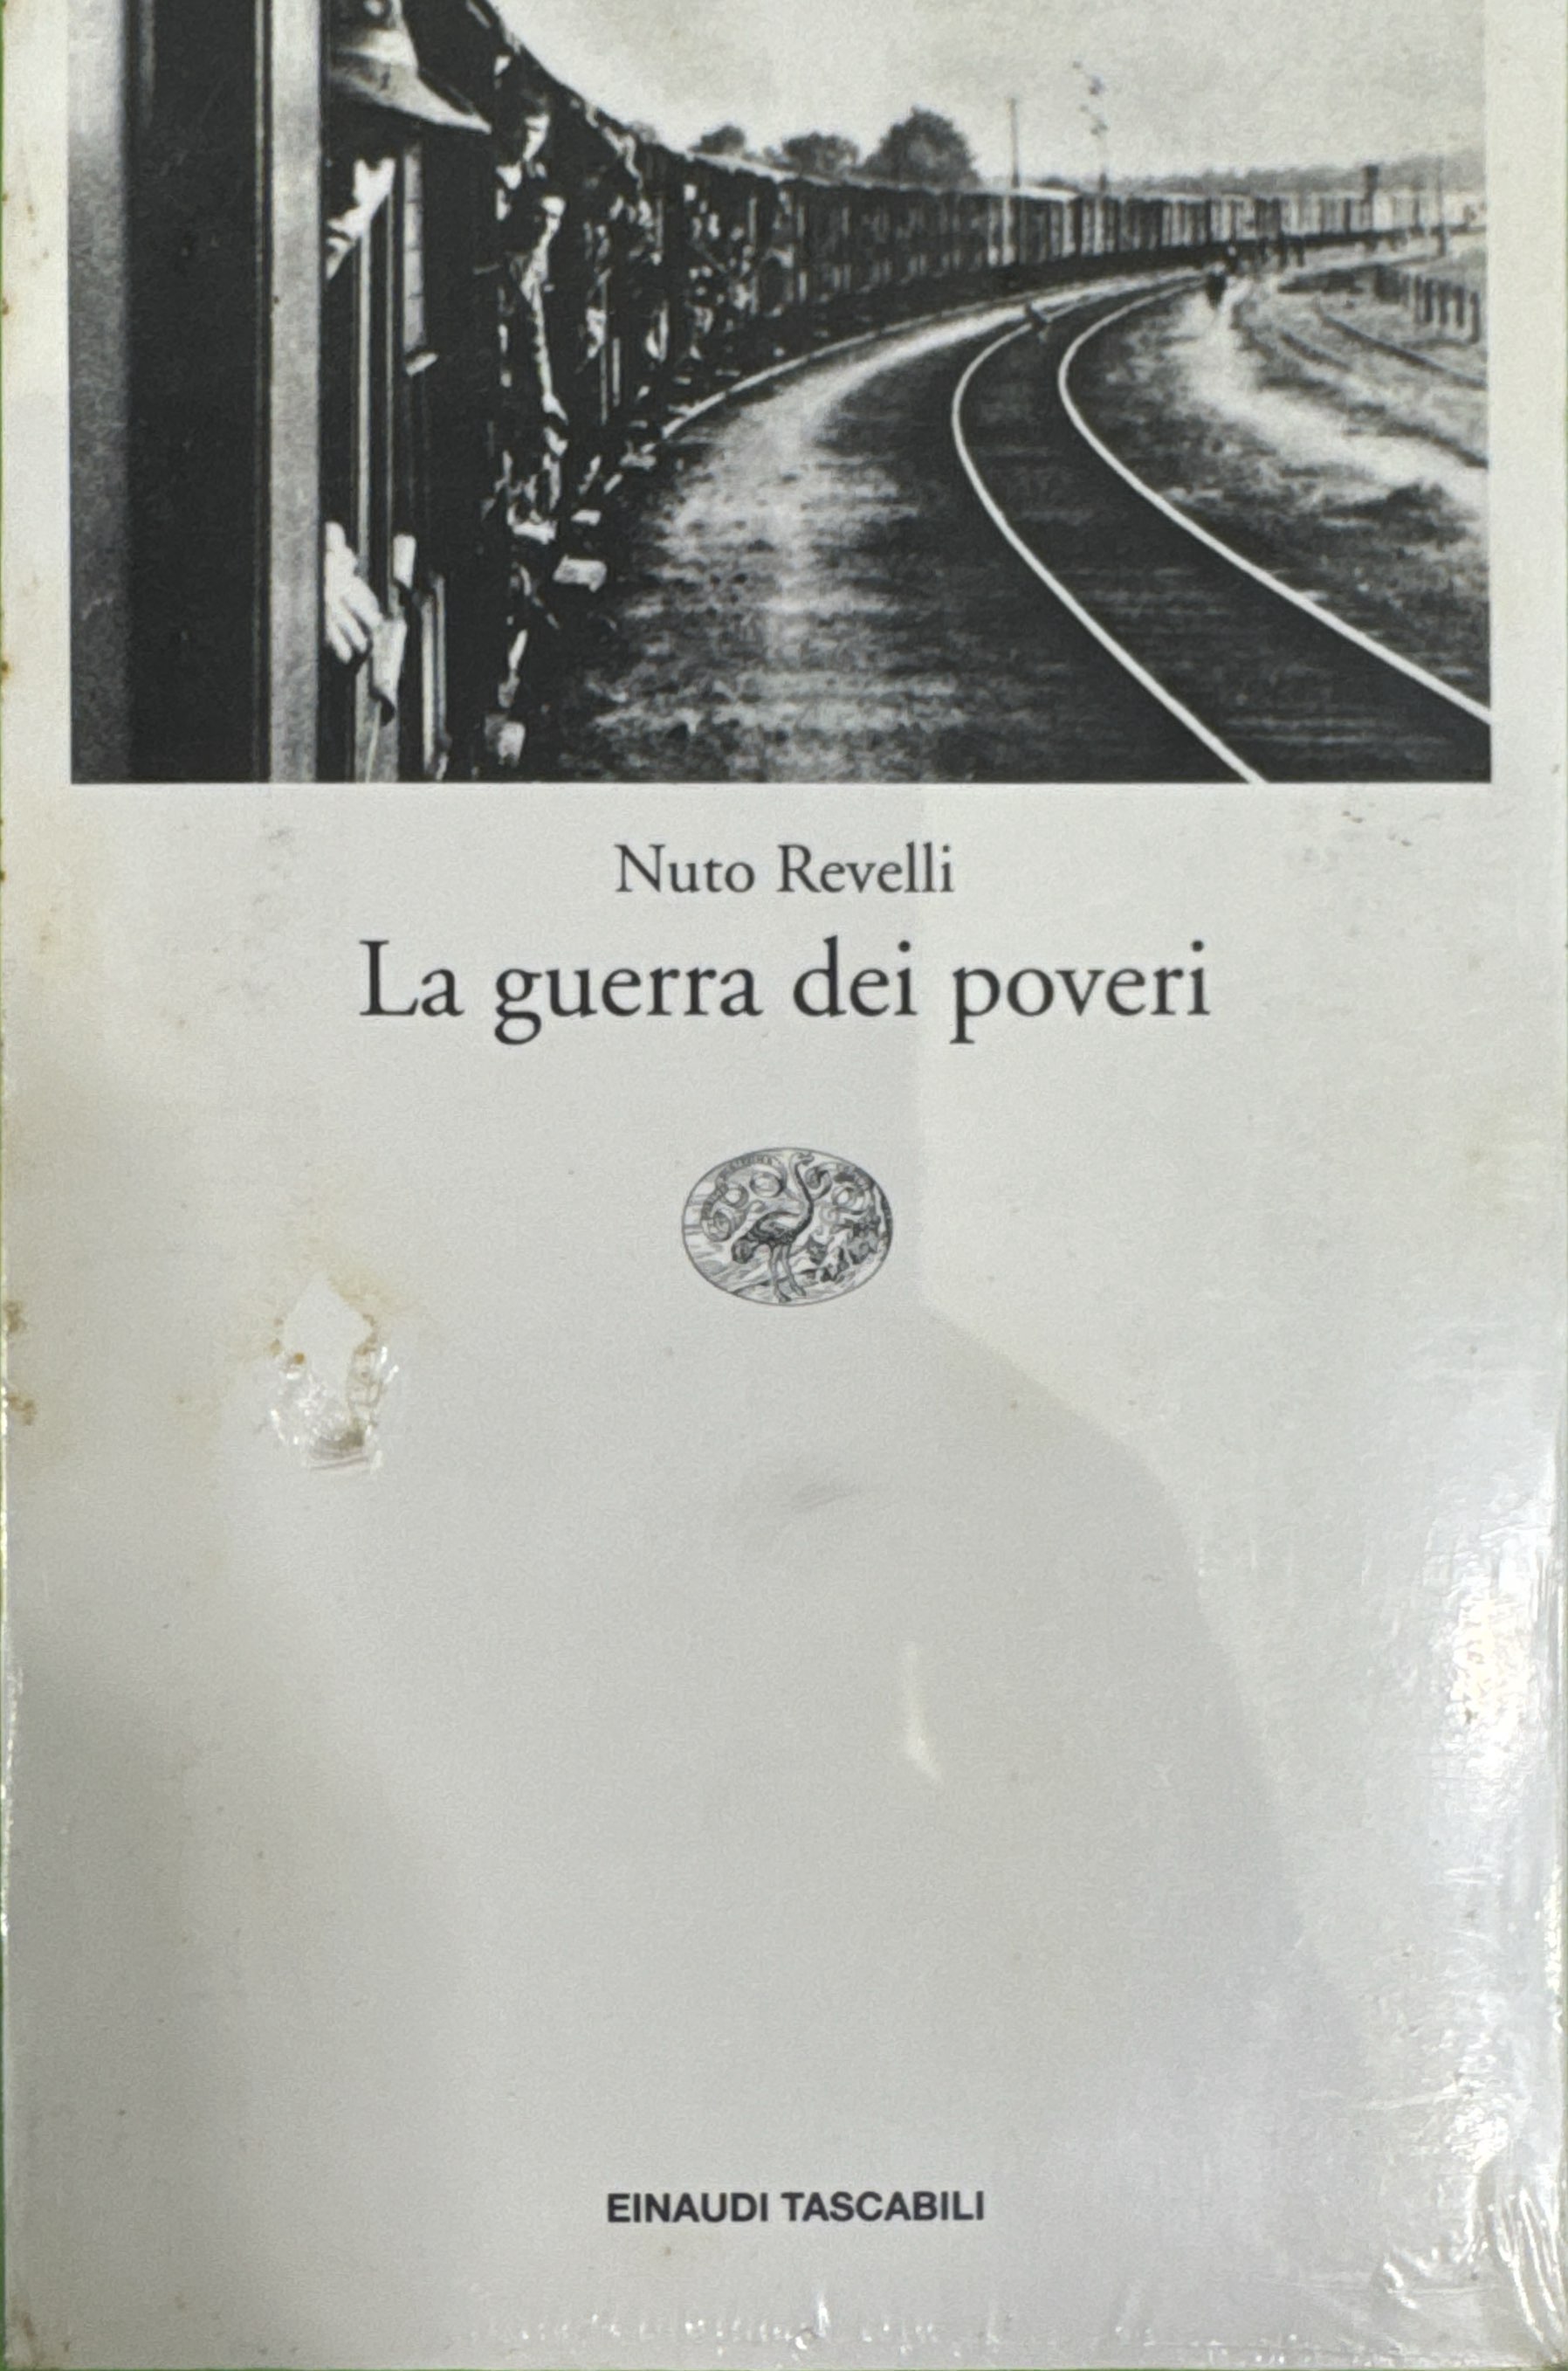 Nuto Revelli
La guerra dei poveri
EINAUDI TASCABILI